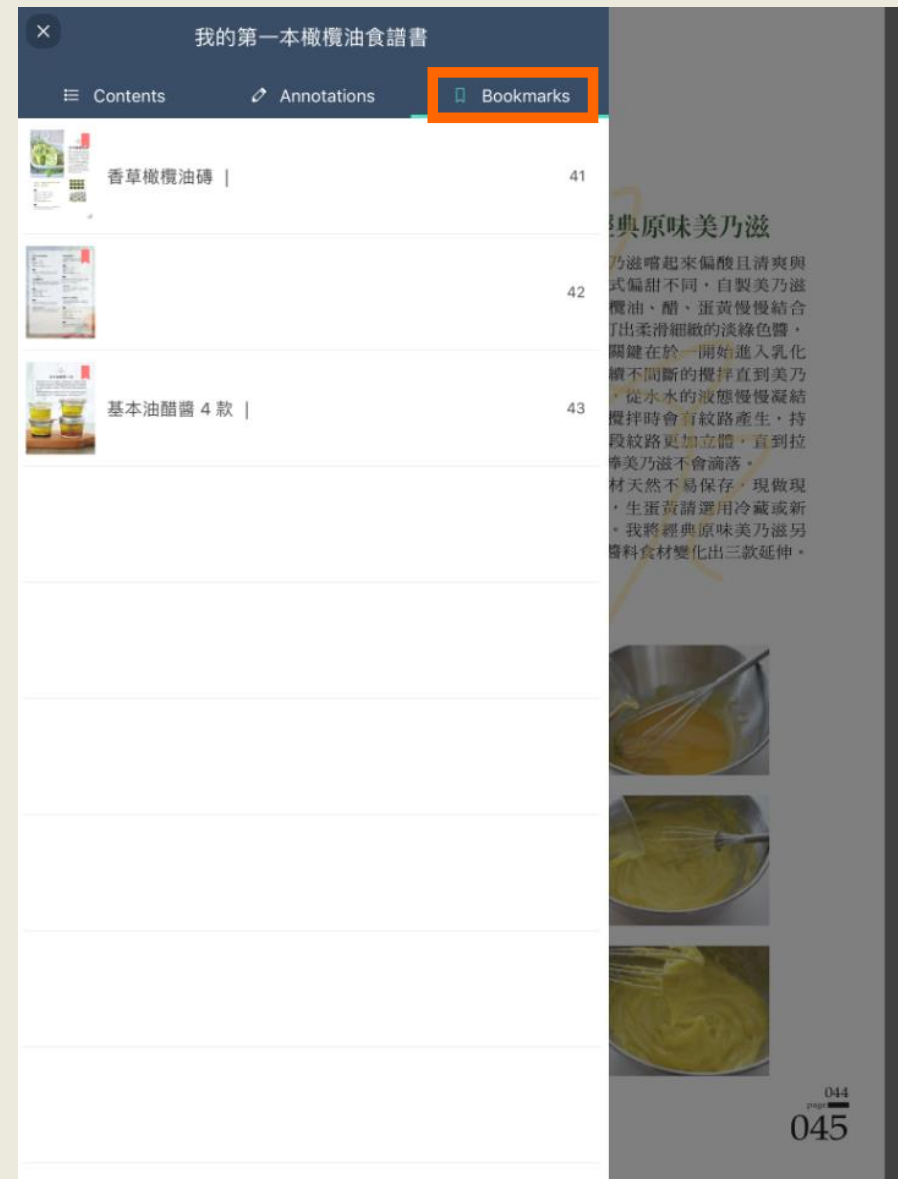 我的第一本橄欖油食譜書
Contents
Annotations
Bookmarks
香草橄欖油磚 |
41
42
基本油醋醬 4 款 |
43
典原味美乃滋
乃滋嚐起來偏酸且清爽與
式偏甜不同，自製美乃滋
欖油、醋、蛋黃慢慢結合
打出柔滑細緻的淡綠色醬，
關鍵在於一開始進入乳化
續不間斷的攪拌直到美乃
，從水水的液態慢慢凝結
攪拌時會有紋路產生，持
段紋路更加立體，直到拉
棒美乃滋不會滴落。
材天然不易保存，現做現
，生蛋黃請選用冷藏或新
。我將經典原味美乃滋另
醬料食材變化出三款延伸。
044
page
045